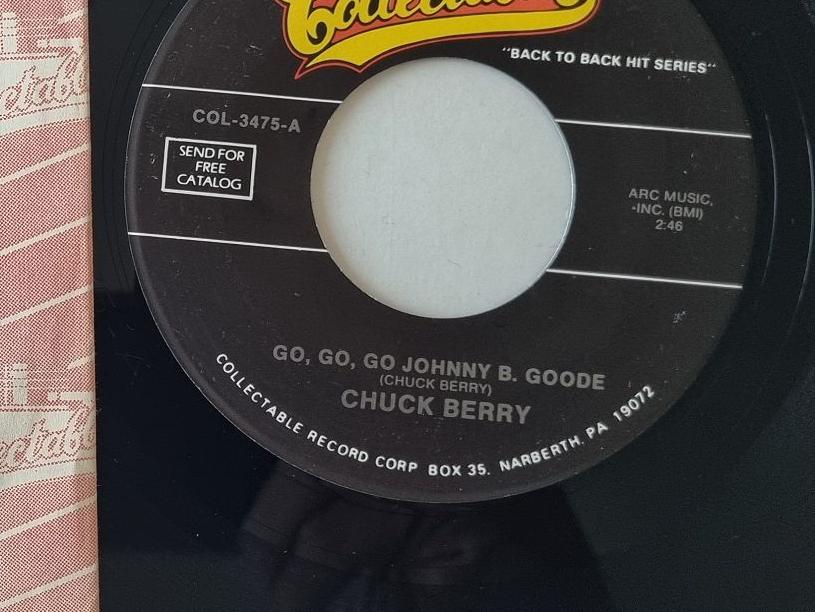 Collectables
"BACK TO BACK HIT SERIES"
COL-3475-A
SEND FOR
FREE
CATALOG
ARC MUSIC,
INC. (BMI)
2:46
GO, GO, GO JOHNNY B. GOODE
(CHUCK BERRY)
CHUCK BERRY
COLLECTABLE RECORD CORP BOX 35. NARBERTH, PA 19072